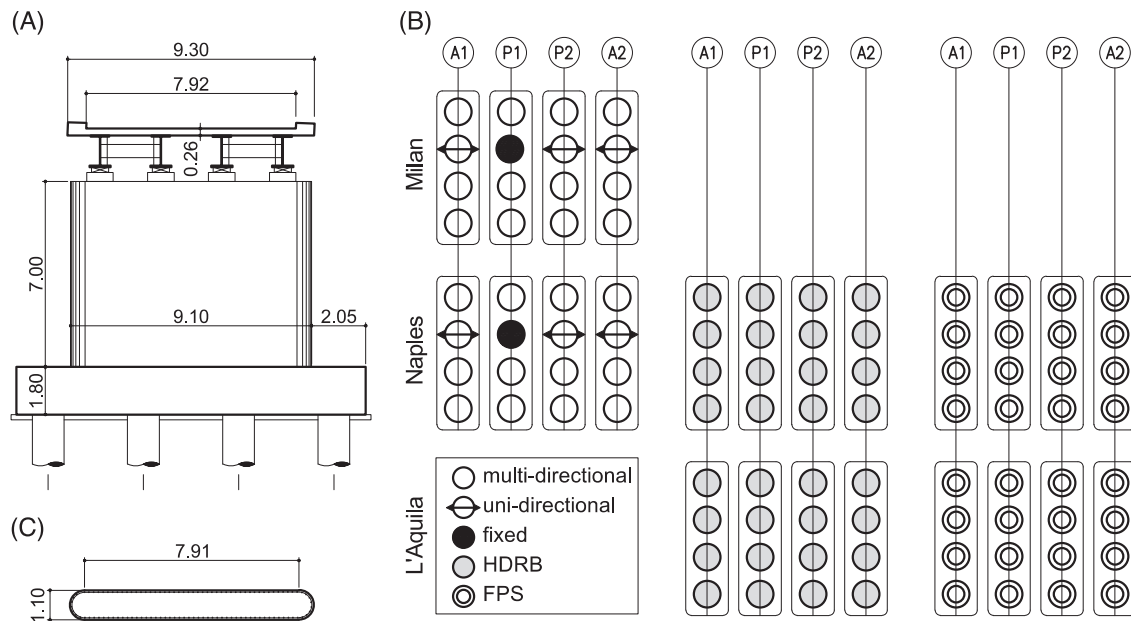 (A)
9.30
7.92
0.26
7.00
9.10
2.05
1.80
(B)
A1 P1 P2 A2 A1 P1 P2 A2 A1 P1 P2 A2
Milan
Naples
L'Aquila
multi-directional
uni-directional
fixed
HDRB
FPS
(C)
7.91
1.10